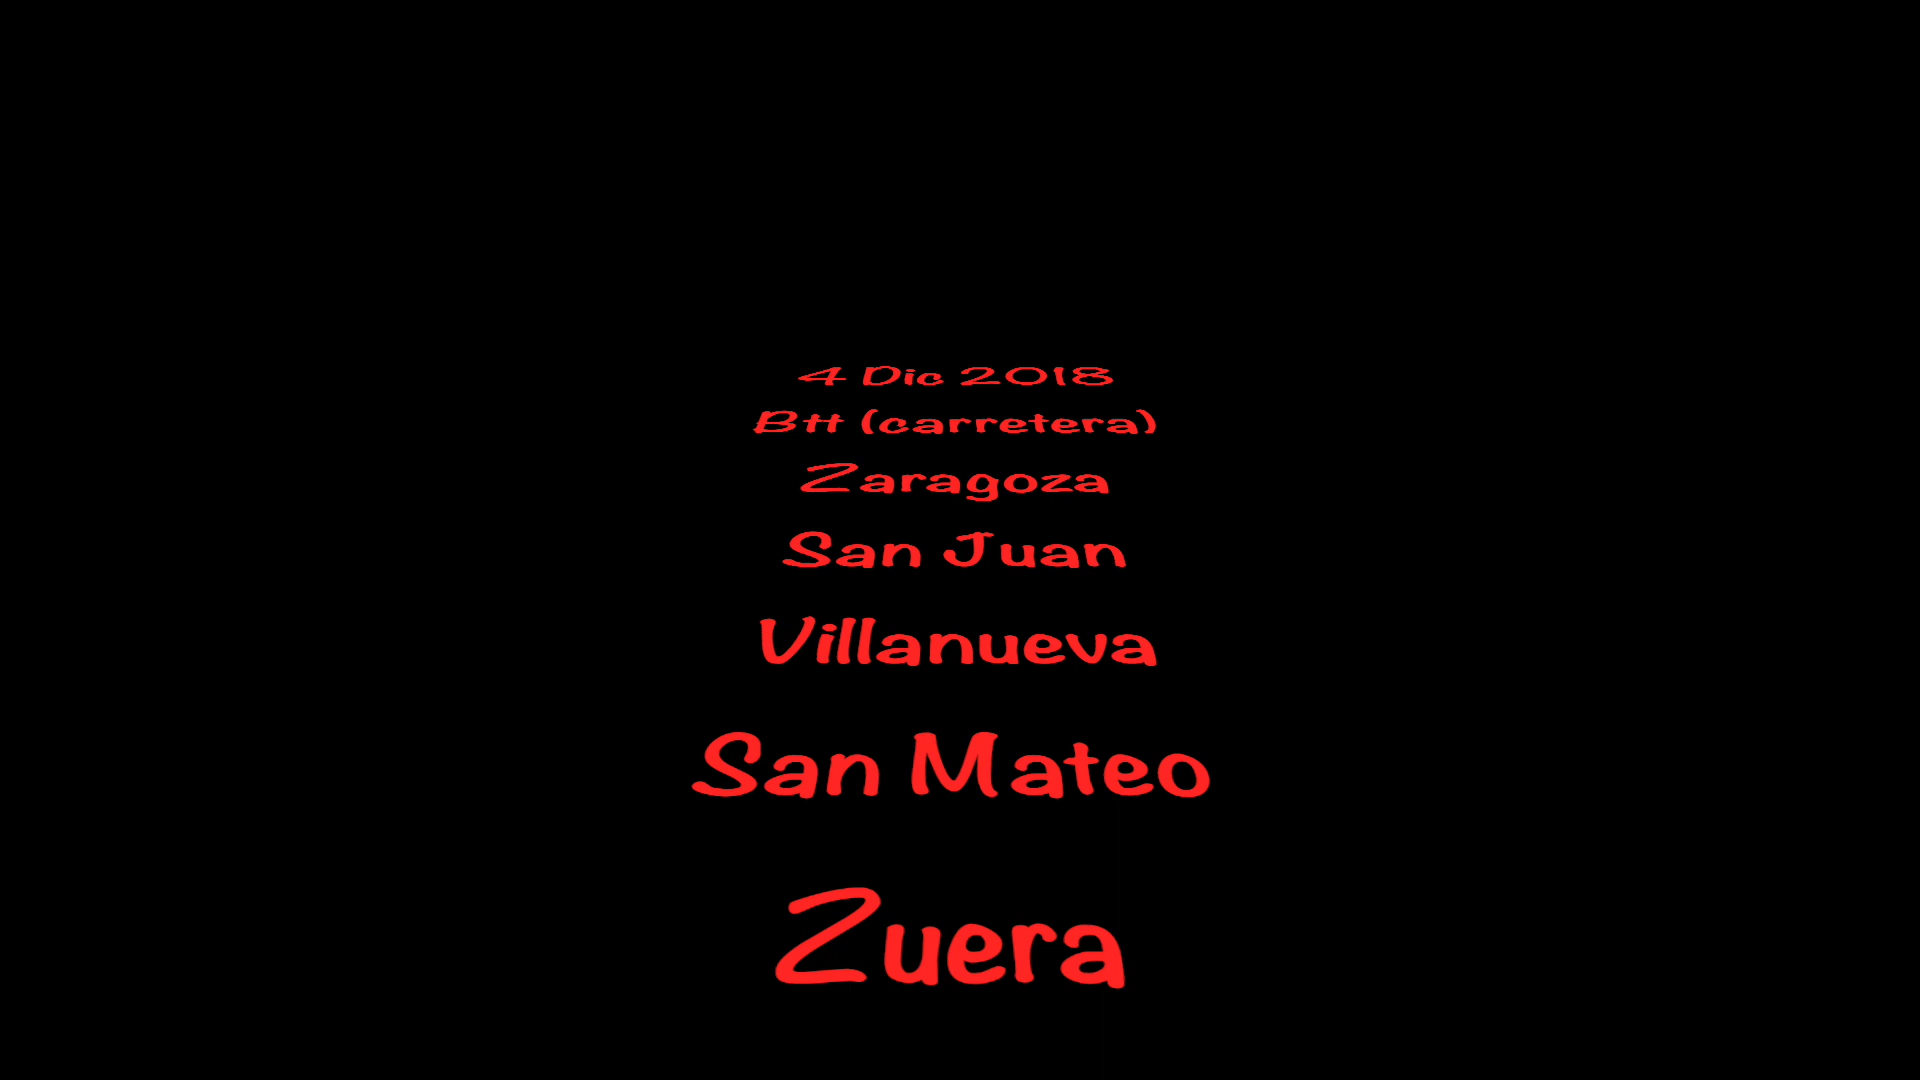 4 Dic 2018
Btt (carretera)
Zaragoza
San Juan
Villanueva
San Mateo
Zuera